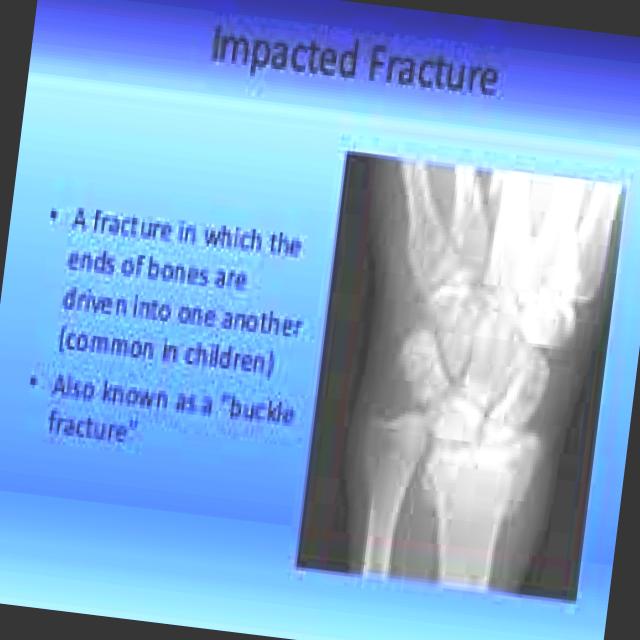 Impacted Fracture
• A fracture in which the
ends of bones are
driven into one another
(common in children)
• Also known as a "buckle
fracture"